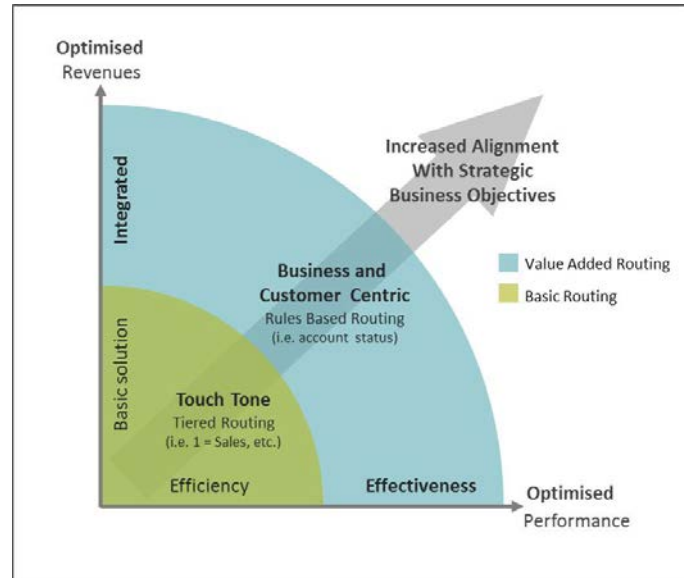 Optimised
Revenues
Increased Alignment
With Strategic
Business Objectives
Integrated
Value Added Routing
Basic Routing
Business and
Customer Centric
Rules Based Routing
(i.e. account status)
Basic solution
Touch Tone
Tiered Routing
(i.e. 1 = Sales, etc.)
Efficiency
Effectiveness
Optimised
Performance